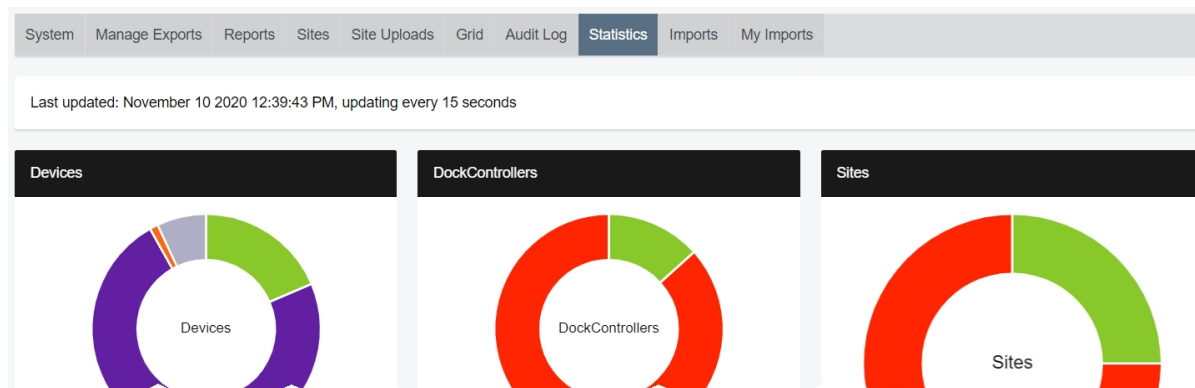 System Manage Exports Reports Sites Site Uploads Grid Audit Log Statistics Imports My Imports
Last updated: November 10 2020 12:39:43 PM, updating every 15 seconds
Devices
DockControllers
Sites
Devices
DockControllers
Sites